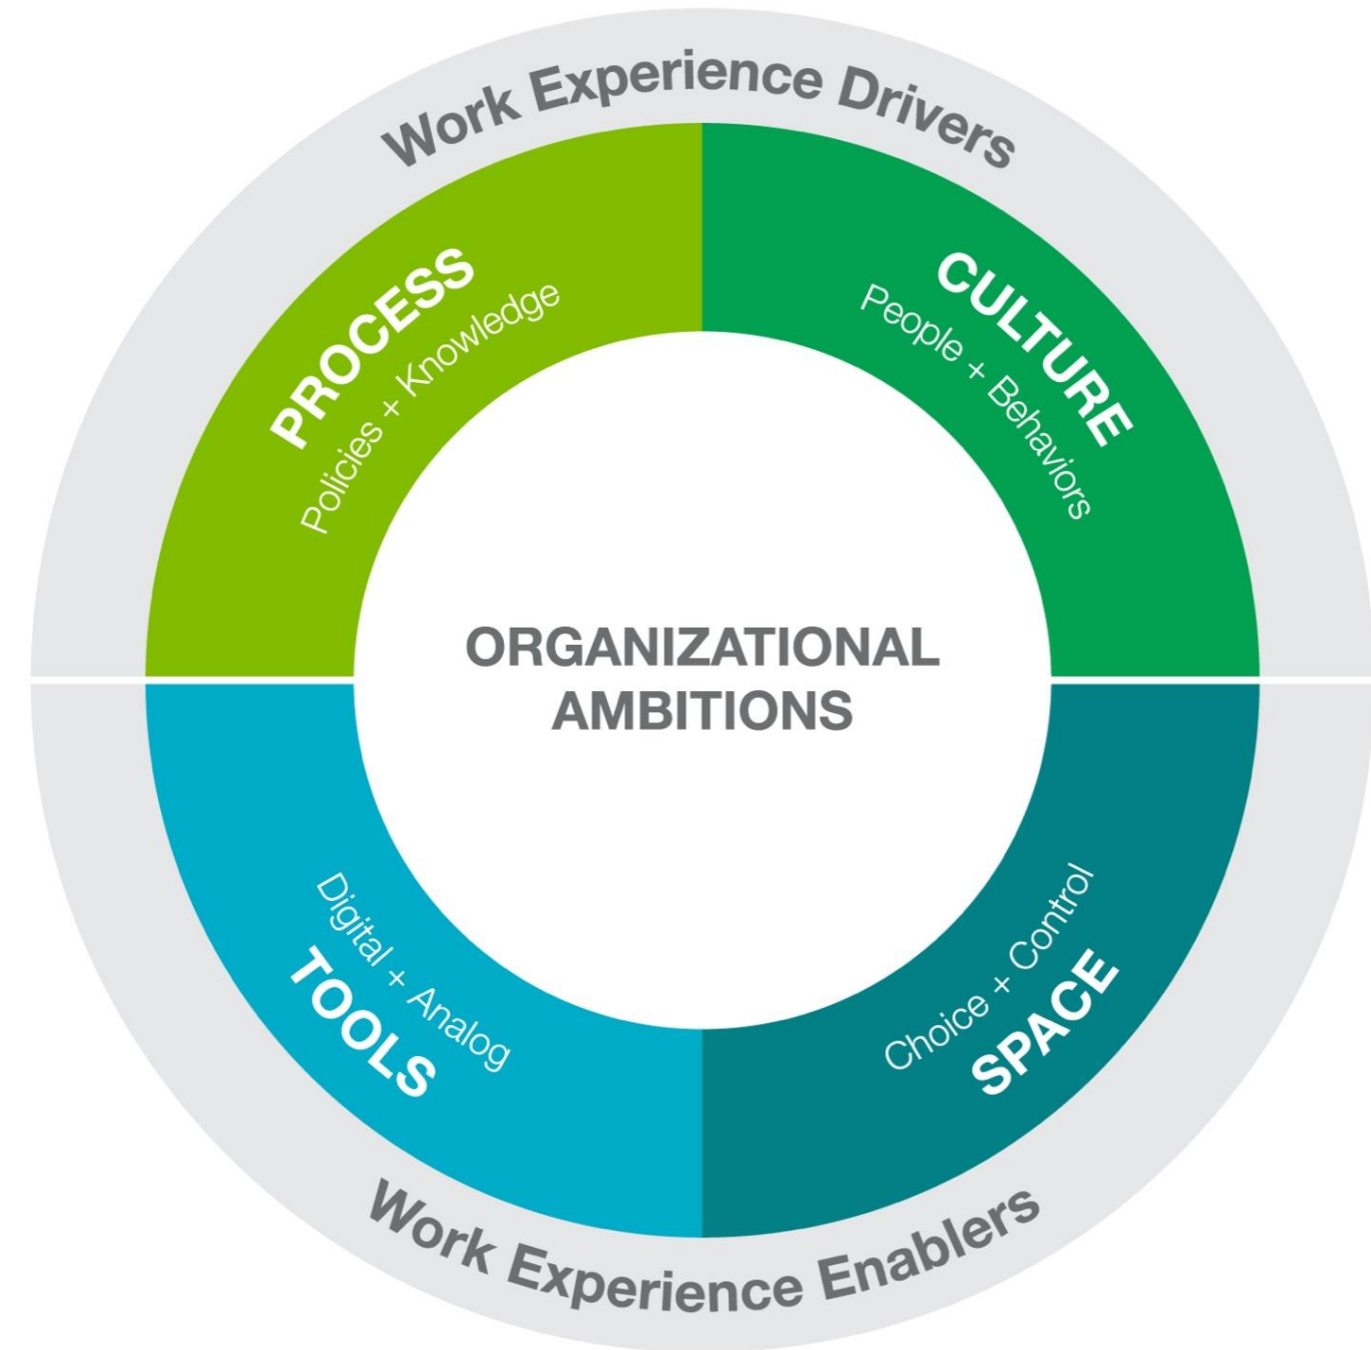 Work Experience Drivers
PROCESS
Policies + Knowledge
CULTURE
People + Behaviors
ORGANIZATIONAL
AMBITIONS
Digital + Analog
TOOLS
Choice + Control
SPACE
Work Experience Enablers